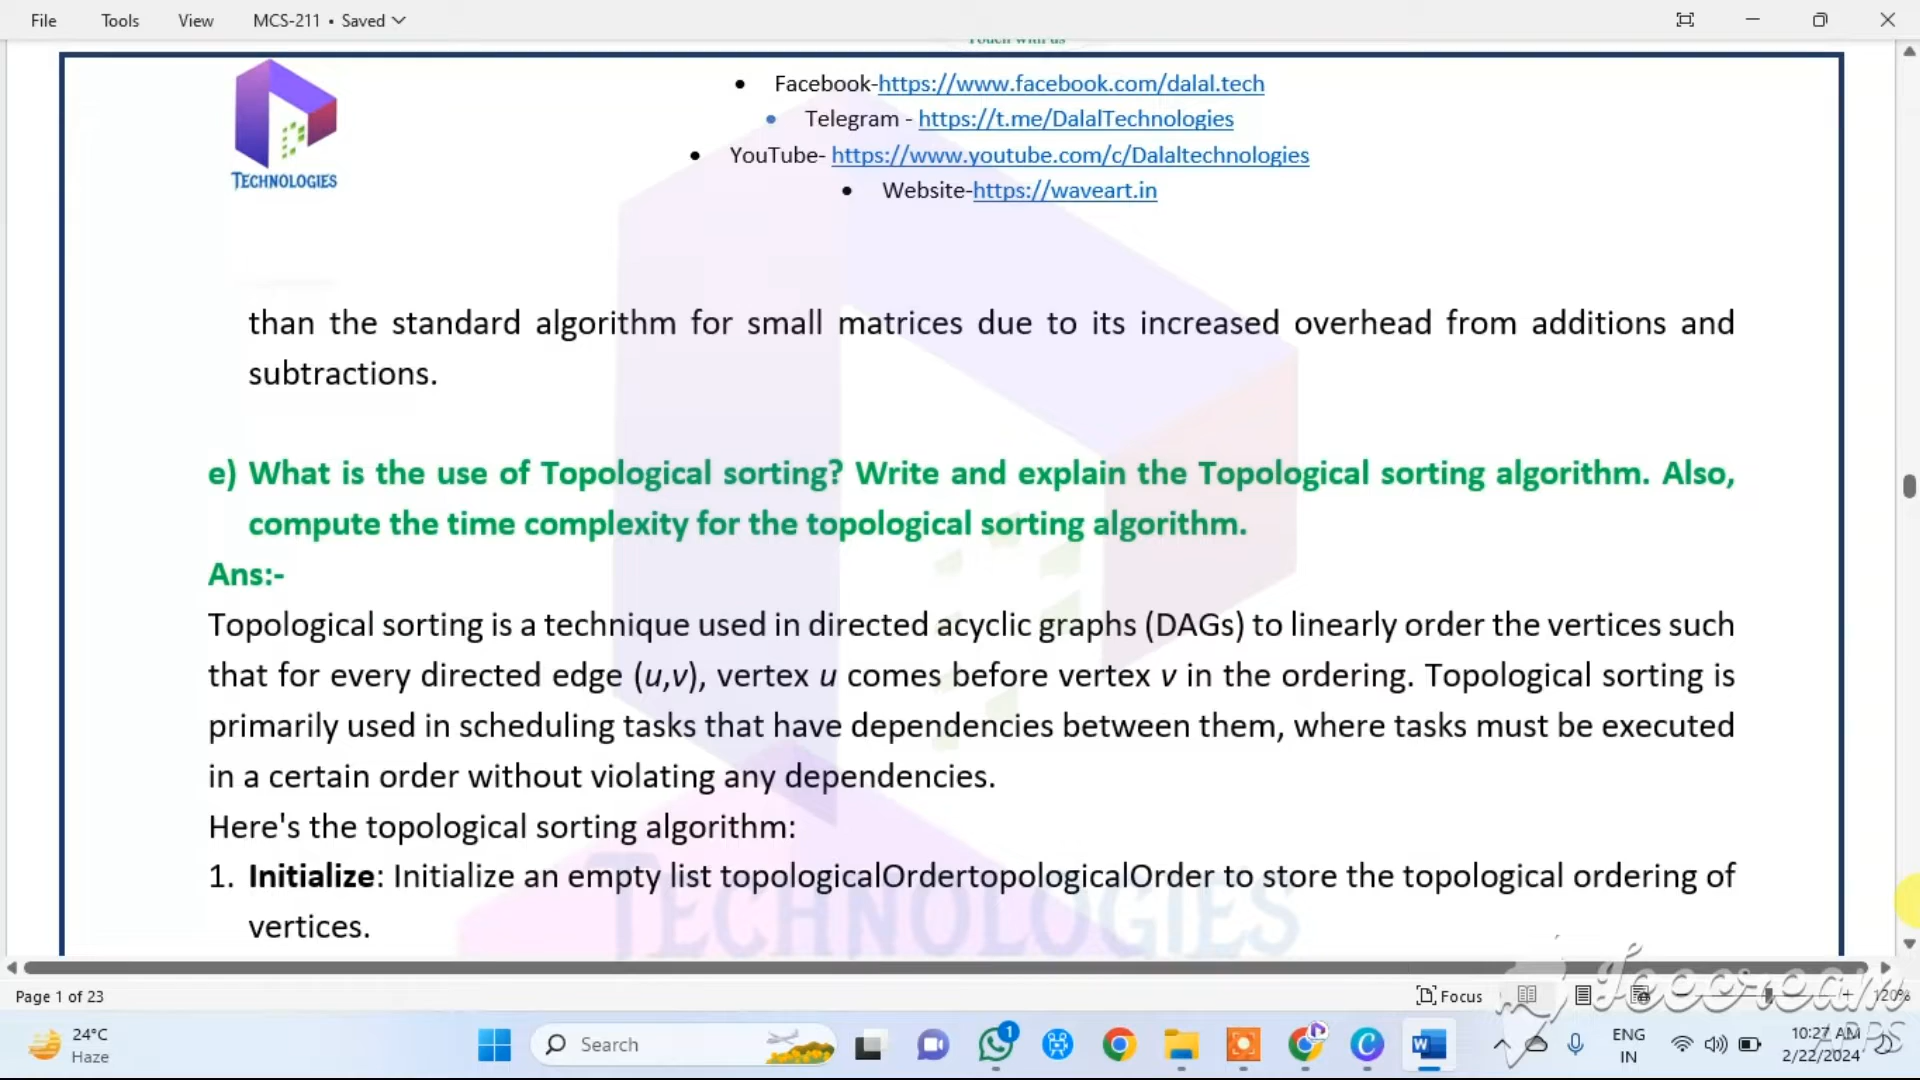 File Tools View MCS-211 • Saved
• Facebook-https://www.facebook.com/dalal.tech
• Telegram - https://t.me/DalalTechnologies
• YouTube- https://www.youtube.com/c/Dalaltechnologies
• Website-https://waveart.in
TECHNOLOGIES
than the standard algorithm for small matrices due to its increased overhead from additions and
subtractions.
e) What is the use of Topological sorting? Write and explain the Topological sorting algorithm. Also,
compute the time complexity for the topological sorting algorithm.
Ans:-
Topological sorting is a technique used in directed acyclic graphs (DAGs) to linearly order the vertices such
that for every directed edge (u,v), vertex u comes before vertex v in the ordering. Topological sorting is
primarily used in scheduling tasks that have dependencies between them, where tasks must be executed
in a certain order without violating any dependencies.
Here's the topological sorting algorithm:
1. Initialize: Initialize an empty list topologicalOrdertopologicalOrder to store the topological ordering of
vertices.
TECHNOLOGIES
Page 1 of 23
Focus
120%
APPS
24°C
Haze
Search
1
ENG
IN
10:27 AM
2/22/2024